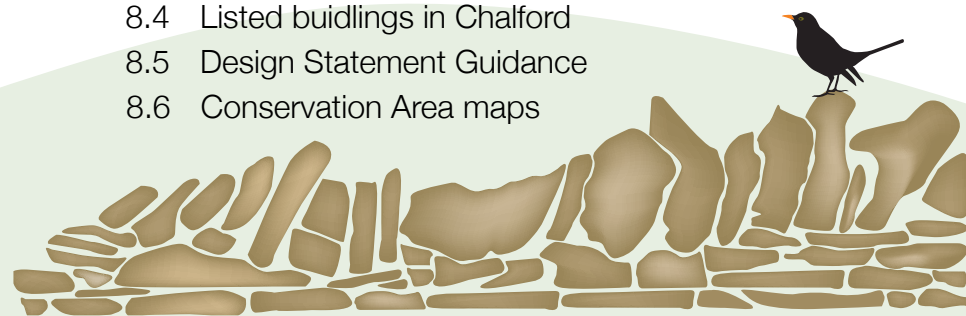 8.4 Listed buidlings in Chalford
8.5 Design Statement Guidance
8.6 Conservation Area maps